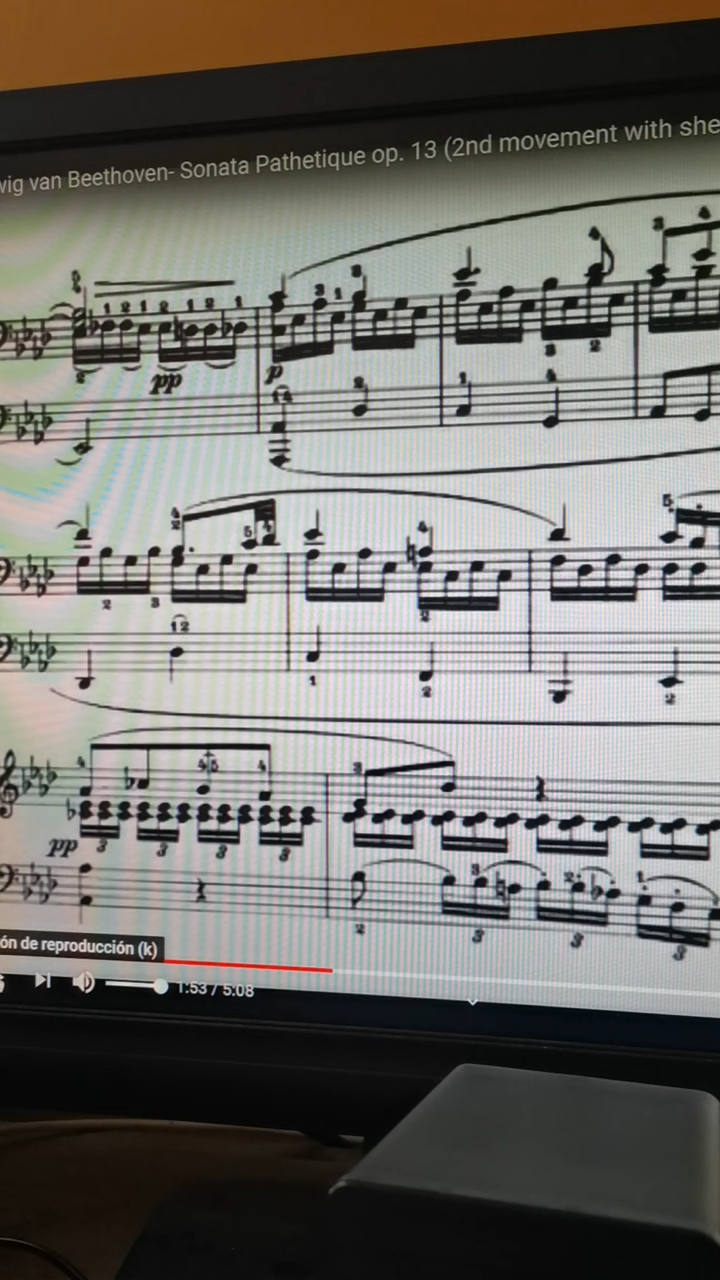 wig van Beethoven- Sonata Pathetique op. 13 (2nd movement with she
pp
p
pp
ón de reproducción (k)
1:53 / 5:08